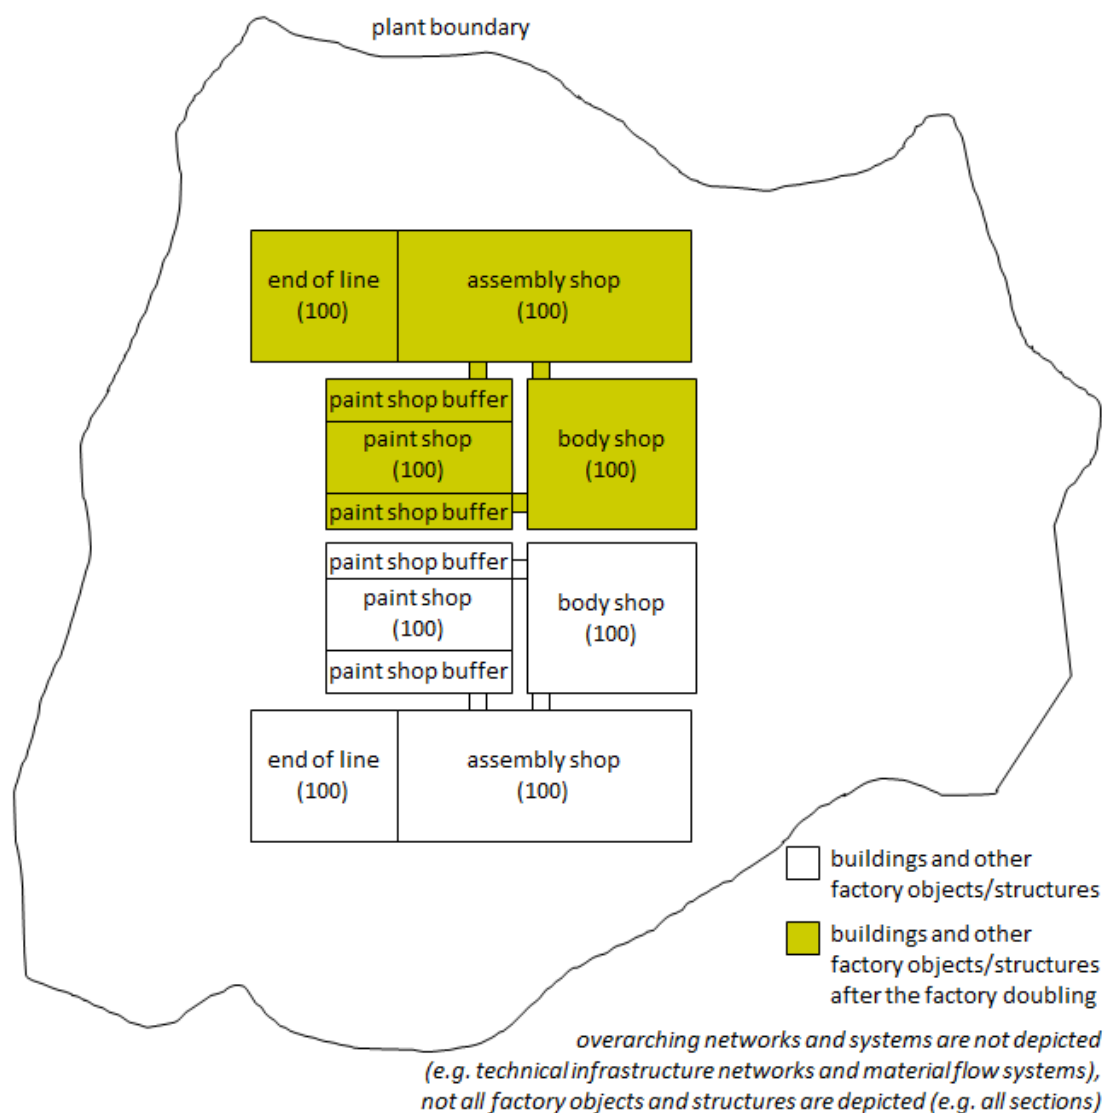 plant boundary
end of line
(100)
assembly shop
(100)
paint shop buffer
paint shop
(100)
paint shop buffer
body shop
(100)
paint shop buffer
paint shop
(100)
paint shop buffer
body shop
(100)
end of line
(100)
assembly shop
(100)
buildings and other
factory objects/structures
buildings and other
factory objects/structures
after the factory doubling
overarching networks and systems are not depicted
(e.g. technical infrastructure networks and material flow systems),
not all factory objects and structures are depicted (e.g. all sections)